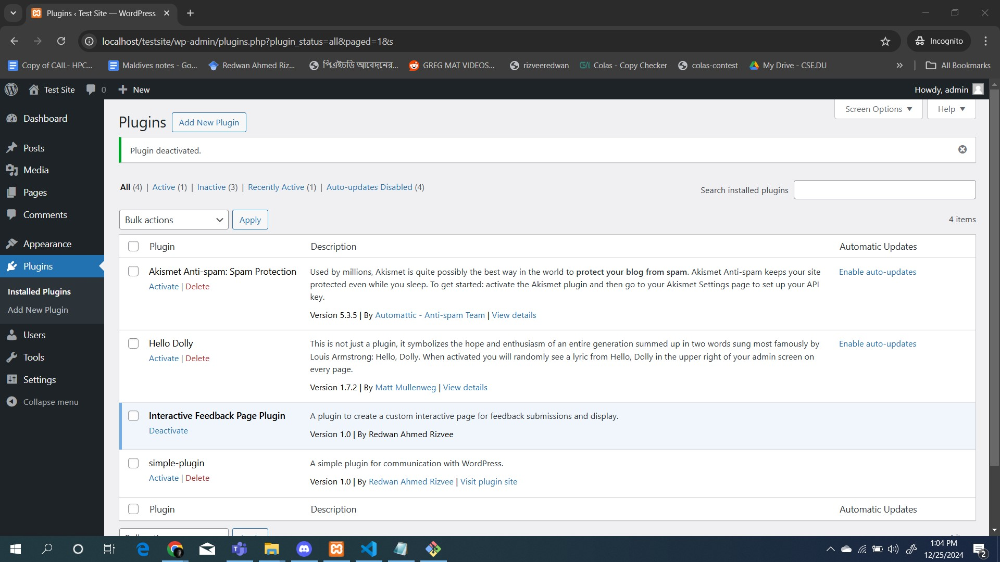 Plugins ‹ Test Site — WordPress
localhost/testsite/wp-admin/plugins.php?plugin_status=all&paged=1&s
Incognito
Copy of CAIL- HPC...
Maldives notes - Go...
Redwan Ahmed Riz...
পিএইচডি আবেদনের...
GREG MAT VIDEOS...
rizveeredwan
CSN Colas - Copy Checker
colas-contest
My Drive - CSE.DU
All Bookmarks
Test Site
0
New
Howdy, admin
Dashboard
Posts
Media
Pages
Comments
Appearance
Plugins
Installed Plugins
Add New Plugin
Users
Tools
Settings
Collapse menu
Screen Options
Help
Plugins
Add New Plugin
Plugin deactivated.
All (4) | Active (1) | Inactive (3) | Recently Active (1) | Auto-updates Disabled (4)
Search installed plugins
Bulk actions
Apply
4 items
Plugin
Description
Automatic Updates
Akismet Anti-spam: Spam Protection
Activate | Delete
Used by millions, Akismet is quite possibly the best way in the world to protect your blog from spam. Akismet Anti-spam keeps your site
protected even while you sleep. To get started: activate the Akismet plugin and then go to your Akismet Settings page to set up your API
key.
Version 5.3.5 | By Automattic - Anti-spam Team | View details
Enable auto-updates
Hello Dolly
Activate | Delete
This is not just a plugin, it symbolizes the hope and enthusiasm of an entire generation summed up in two words sung most famously by
Louis Armstrong: Hello, Dolly. When activated you will randomly see a lyric from Hello, Dolly in the upper right of your admin screen on
every page.
Version 1.7.2 | By Matt Mullenweg | View details
Enable auto-updates
Interactive Feedback Page Plugin
Deactivate
A plugin to create a custom interactive page for feedback submissions and display.
Version 1.0 | By Redwan Ahmed Rizvee
simple-plugin
Activate | Delete
A simple plugin for communication with WordPress.
Version 1.0 | By Redwan Ahmed Rizvee | Visit plugin site
Plugin
Description
Automatic Updates
1:04 PM
12/25/2024
2